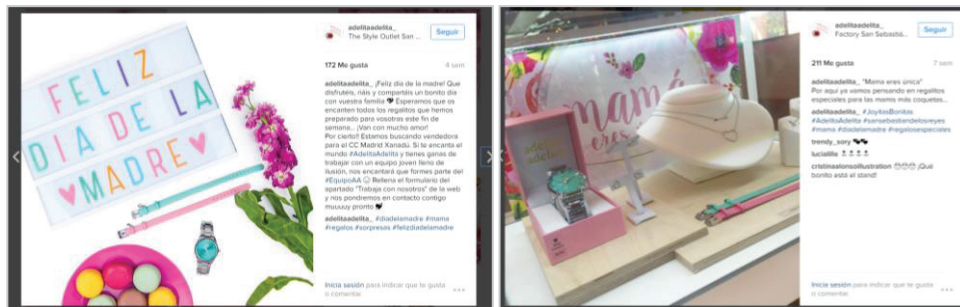 FELIZ
DIA DE LA
MADRE
adelitaadelita_
The Style Outlet San ...
Seguir
172 Me gusta
4 sem
adelitaadelita_ ¡Feliz día de la madre! Que
disfrutéis, riáis y compartáis un bonito día
con vuestra familia Esperamos que os
encanten todos los regalitos que hemos
preparado para vosotras este fin de
semana... ¡Van con mucho amor!
Por cierto!! Estamos buscando vendedora
para el CC Madrid Xanadú. Si te encanta el
mundo #AdelitaAdelita y tienes ganas de
trabajar con un equipo joven lleno de
ilusión, nos encantará que formes parte del
#EquipoAA Rellena el formulario del
apartado "Trabaja con nosotros" de la web
y nos pondremos en contacto contigo
muuuuy pronto
adelitaadelita_ #diadelamadre #mama
#regalos #sorpresas #felizdiadelamadre
Inicia sesión para indicar que te gusta
o comentar.
mamá
eres
adelita
adelita
adelitaadelita_
Factory San Sebastiá...
Seguir
211 Me gusta
7 sem
adelitaadelita_ "Mama eres única"
Por aquí ya vamos pensando en regalitos
especiales para las mamis más coquetas...
adelitaadelita_ #JoyitasBonitas
#AdelitaAdelita #sansebastiandelosreyes
#mama #diadelamadre #regalosespeciales
trendy_sory
lucialille
cristinaalonsoillustration ¡Qué
bonito está el stand!
Inicia sesión para indicar que te gusta
o comentar.